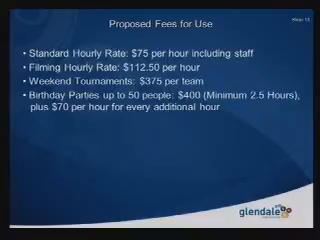 Proposed Fees for Use
• Standard Hourly Rate: $75 per hour including staff
• Filming Hourly Rate: $112.50 per hour
• Weekend Tournaments: $375 per team
• Birthday Parties up to 50 people: $400 (Minimum 2.5 Hours),
plus $70 per hour for every additional hour
glendale